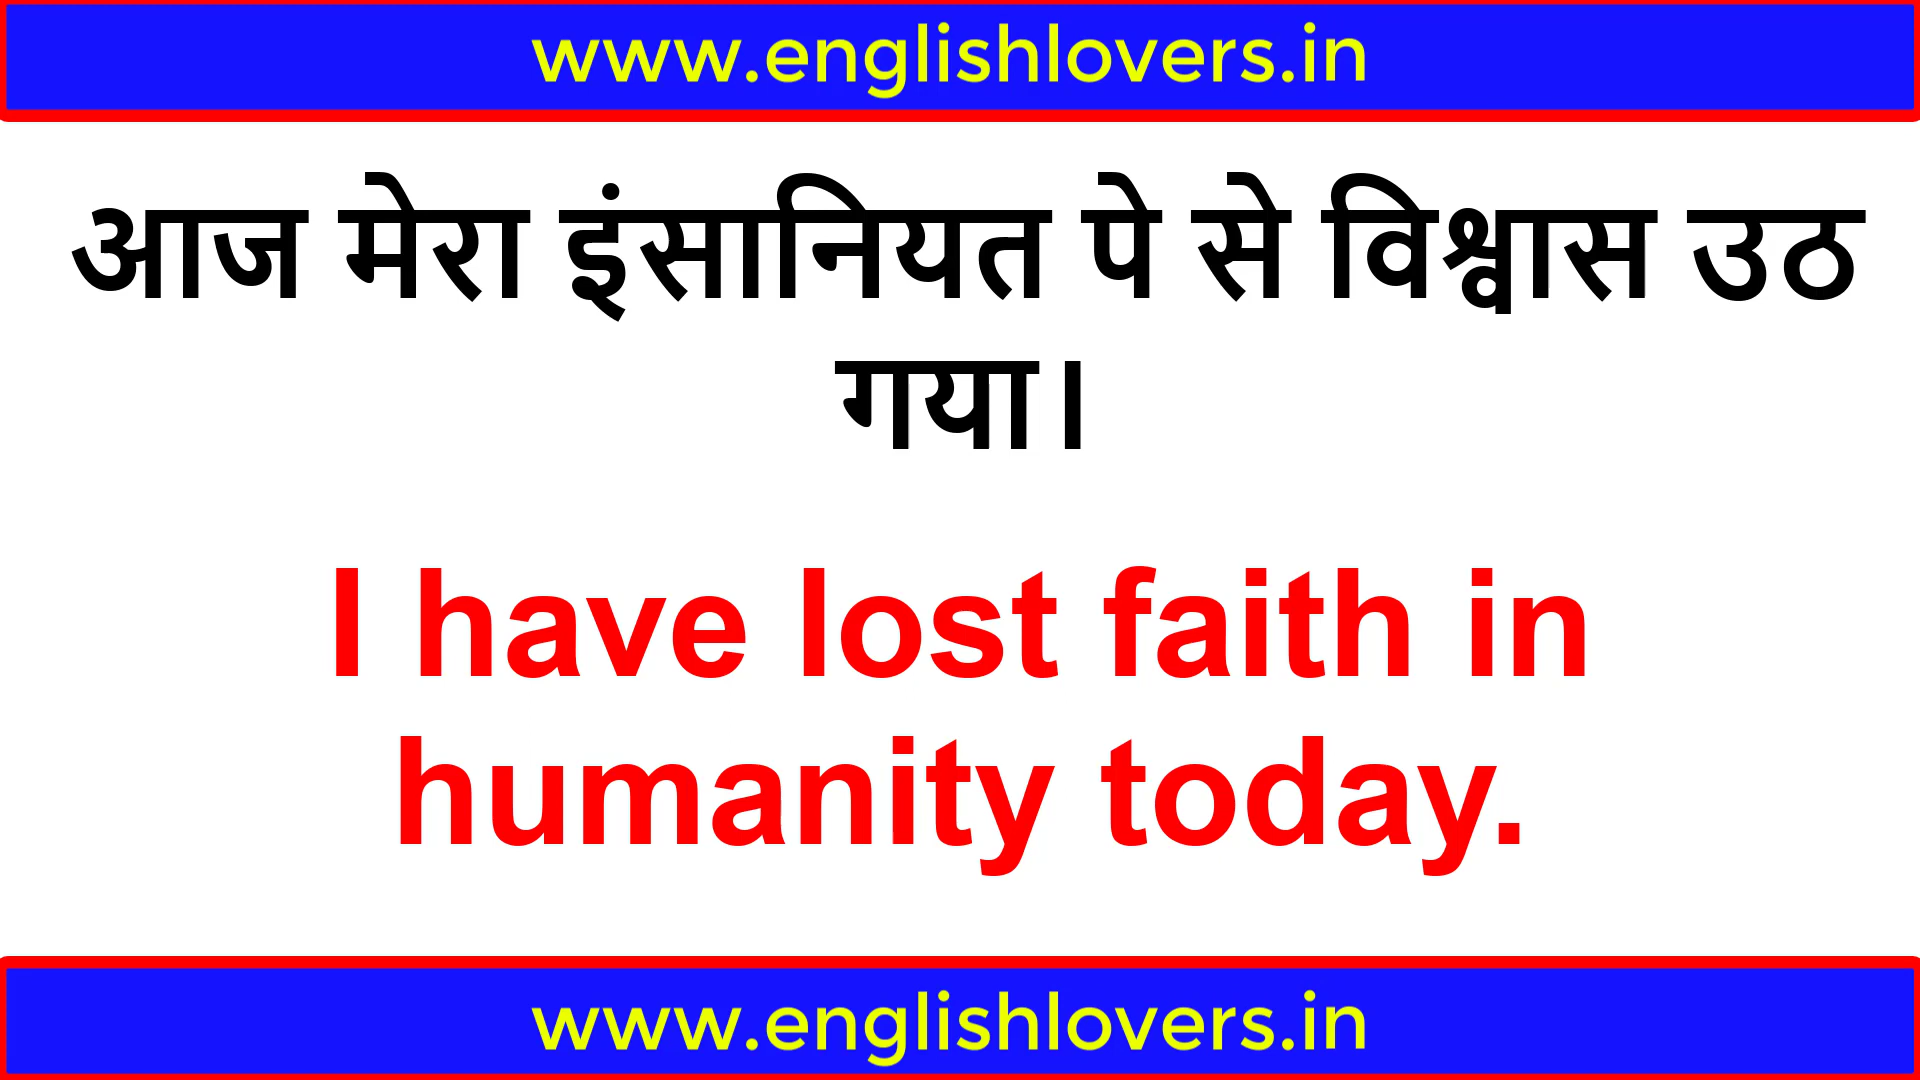 www.englishlovers.in
आज मेरा इंसानियत पे से विश्वास उठ
गया।
I have lost faith in
humanity today.
www.englishlovers.in